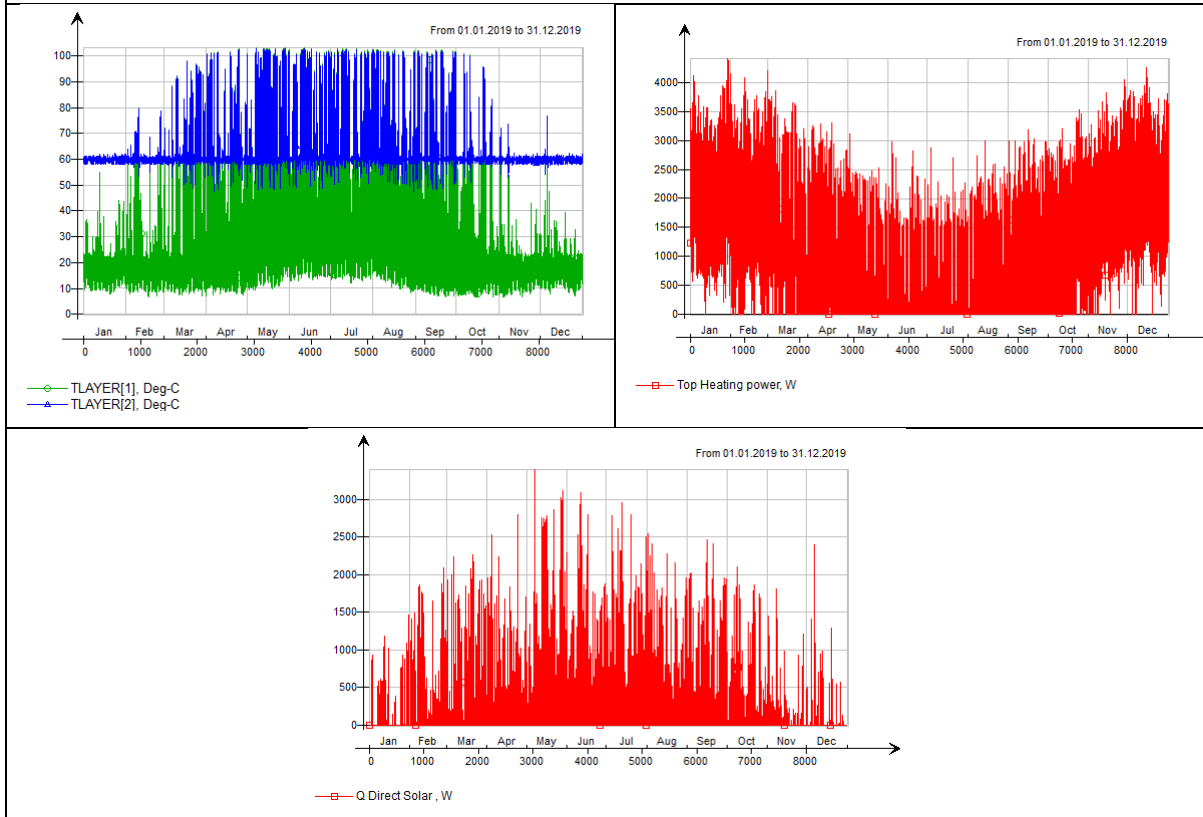 From 01.01.2019 to 31.12.2019
100
90
80
70
60
50
40
30
20
10
0
Jan Feb Mar Apr May Jun Jul Aug Sep Oct Nov Dec
0 1000 2000 3000 4000 5000 6000 7000 8000
TLAYER[1], Deg-C
TLAYER[2], Deg-C
From 01.01.2019 to 31.12.2019
4000
3500
3000
2500
2000
1500
1000
500
0
Jan Feb Mar Apr May Jun Jul Aug Sep Oct Nov Dec
0 1000 2000 3000 4000 5000 6000 7000 8000
Top Heating power, W
From 01.01.2019 to 31.12.2019
3000
2500
2000
1500
1000
500
0
Jan Feb Mar Apr May Jun Jul Aug Sep Oct Nov Dec
0 1000 2000 3000 4000 5000 6000 7000 8000
Q Direct Solar , W